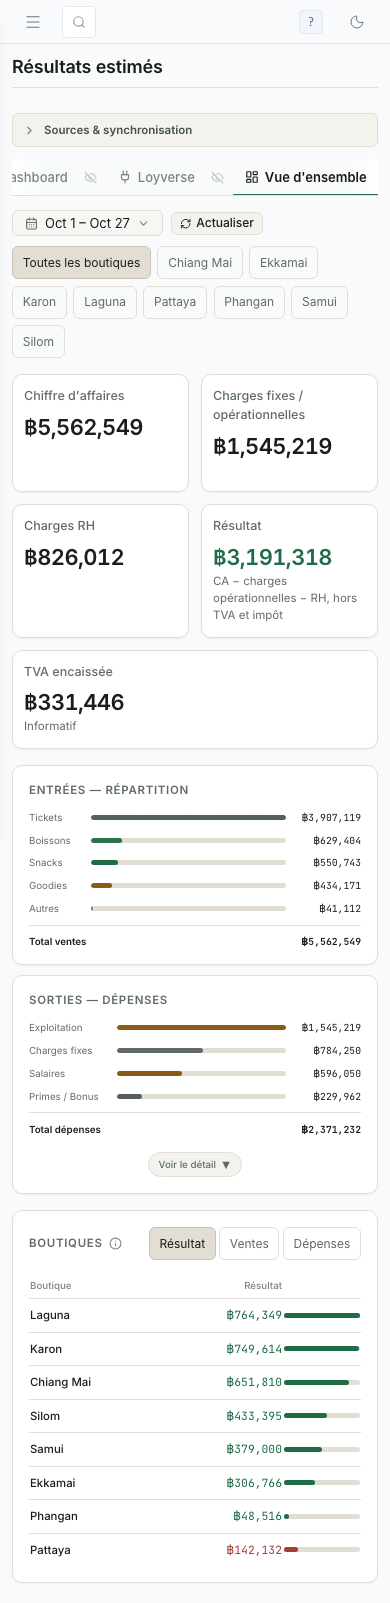 ?
Résultats estimés
Sources & synchronisation
ashboard Loyverse Vue d'ensemble
Oct 1 – Oct 27 Actualiser
Toutes les boutiques Chiang Mai Ekkamai
Karon Laguna Pattaya Phangan Samui
Silom
Chiffre d'affaires
฿5,562,549
Charges fixes /
opérationnelles
฿1,545,219
Charges RH
฿826,012
Résultat
฿3,191,318
CA – charges
opérationnelles – RH, hors
TVA et impôt
TVA encaissée
฿331,446
Informatif
ENTRÉES — RÉPARTITION
Tickets ฿3,907,119
Boissons ฿629,404
Snacks ฿550,743
Goodies ฿434,171
Autres ฿41,112
Total ventes ฿5,562,549
SORTIES — DÉPENSES
Exploitation ฿1,545,219
Charges fixes ฿784,250
Salaires ฿596,050
Primes / Bonus ฿229,962
Total dépenses ฿2,371,232
Voir le détail ▼
BOUTIQUES Résultat Ventes Dépenses
Boutique Résultat
Laguna ฿764,349
Karon ฿749,614
Chiang Mai ฿651,810
Silom ฿433,395
Samui ฿379,000
Ekkamai ฿306,766
Phangan ฿48,516
Pattaya ฿142,132